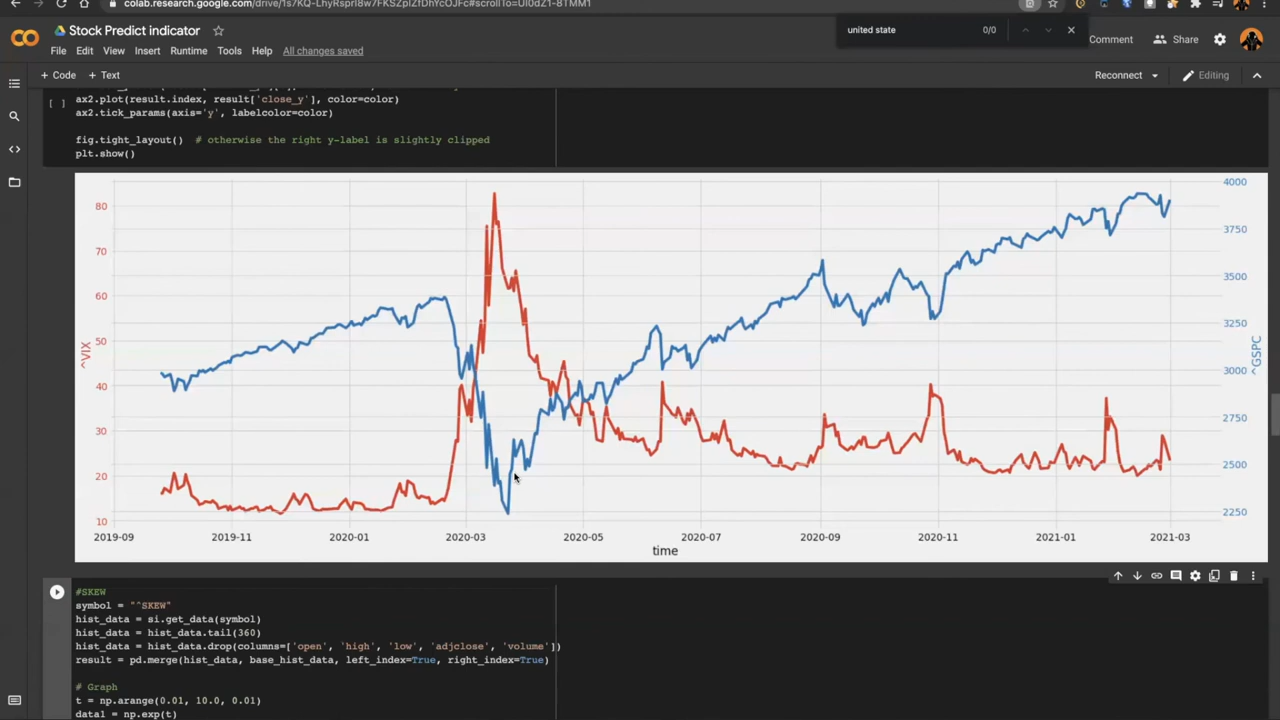 colab.research.google.com/drive/1s7KQ-LhyRsprI8w7FKSZpIZfDhYcOJFc#scrollTo=UI0dZ1-8TMM1
united state 0/0
Stock Predict indicator
File Edit View Insert Runtime Tools Help All changes saved
Comment Share
+ Code + Text
Reconnect Editing
[ ]
ax2.plot(result.index, result['close_y'], color=color)
ax2.tick_params(axis='y', labelcolor=color)
fig.tight_layout() # otherwise the right y-label is slightly clipped
plt.show()
80
70
60
50
40
30
20
10
^VIX
4000
3750
3500
3250
3000
2750
2500
2250
^GSPC
2019-09 2019-11 2020-01 2020-03 2020-05 2020-07 2020-09 2020-11 2021-01 2021-03
time
#SKEW
symbol = "^SKEW"
hist_data = si.get_data(symbol)
hist_data = hist_data.tail(360)
hist_data = hist_data.drop(columns=['open', 'high', 'low', 'adjclose', 'volume'])
result = pd.merge(hist_data, base_hist_data, left_index=True, right_index=True)
# Graph
t = np.arange(0.01, 10.0, 0.01)
data1 = np.exp(t)